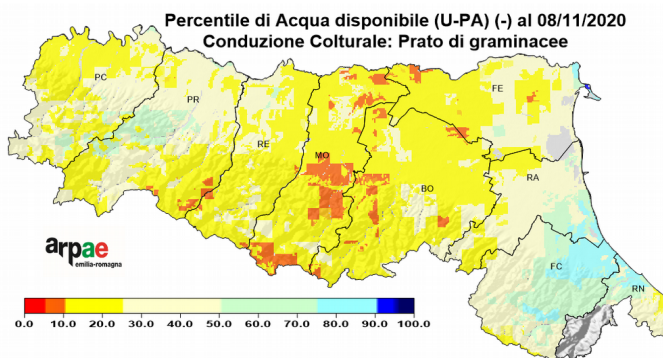 Percentile di Acqua disponibile (U-PA) (-) al 08/11/2020
Conduzione Colturale: Prato di graminacee
PC
PR
FE
RE
MO
BO
RA
FC
RN
arpae
emilia-romagna
0.0 5 10.0 20.0 30.0 40.0 50.0 60.0 70.0 80.0 90.0 95 100.0